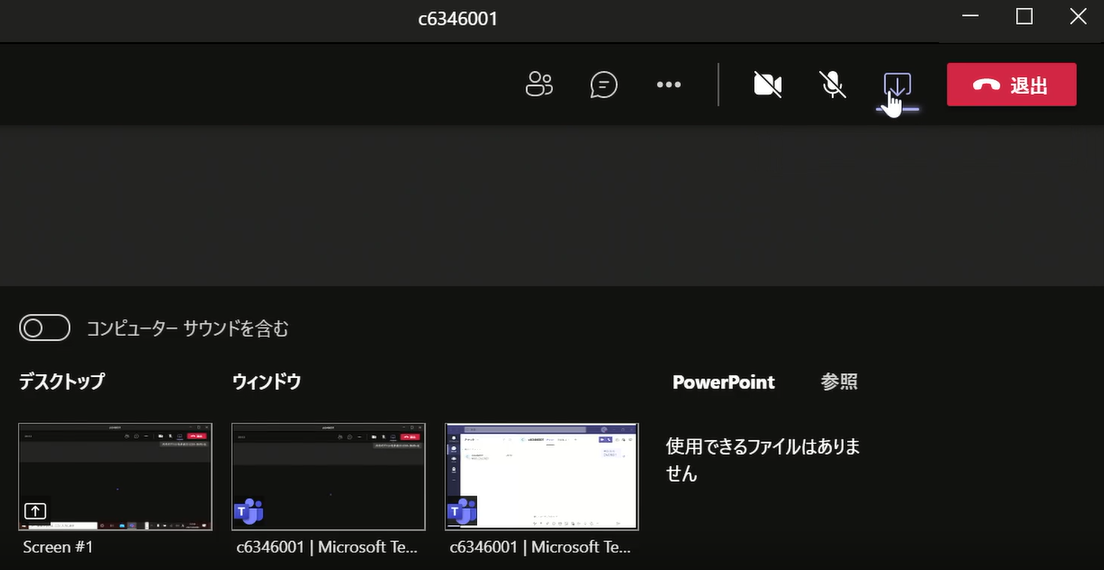 c6346001
退出
コンピューター サウンドを含む
デスクトップ
ウィンドウ
PowerPoint
参照
使用できるファイルはありま
せん
Screen #1
c6346001 | Microsoft Te...
c6346001 | Microsoft Te...